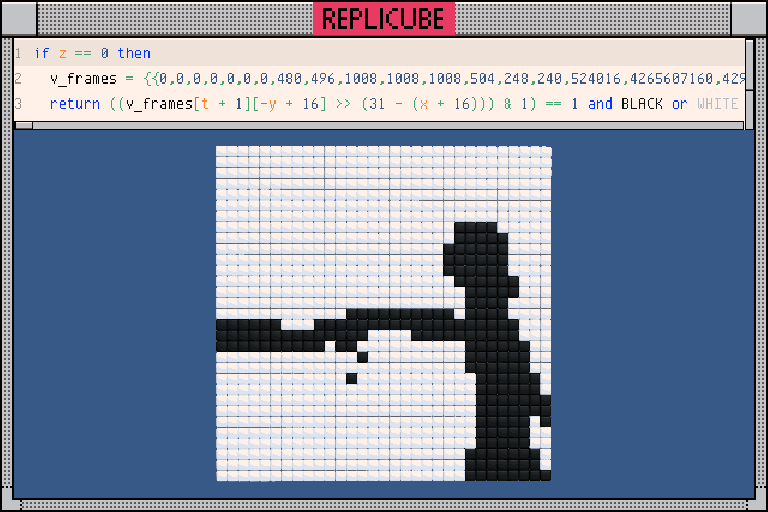 REPLICUBE
1 if z == 0 then
2 v_frames = {{0,0,0,0,0,0,0,480,496,1008,1008,1008,504,248,240,524016,4265607160,429
3 return ((v_frames[t + 1][-y + 16] >> (31 - (x + 16))) & 1) == 1 and BLACK or WHITE